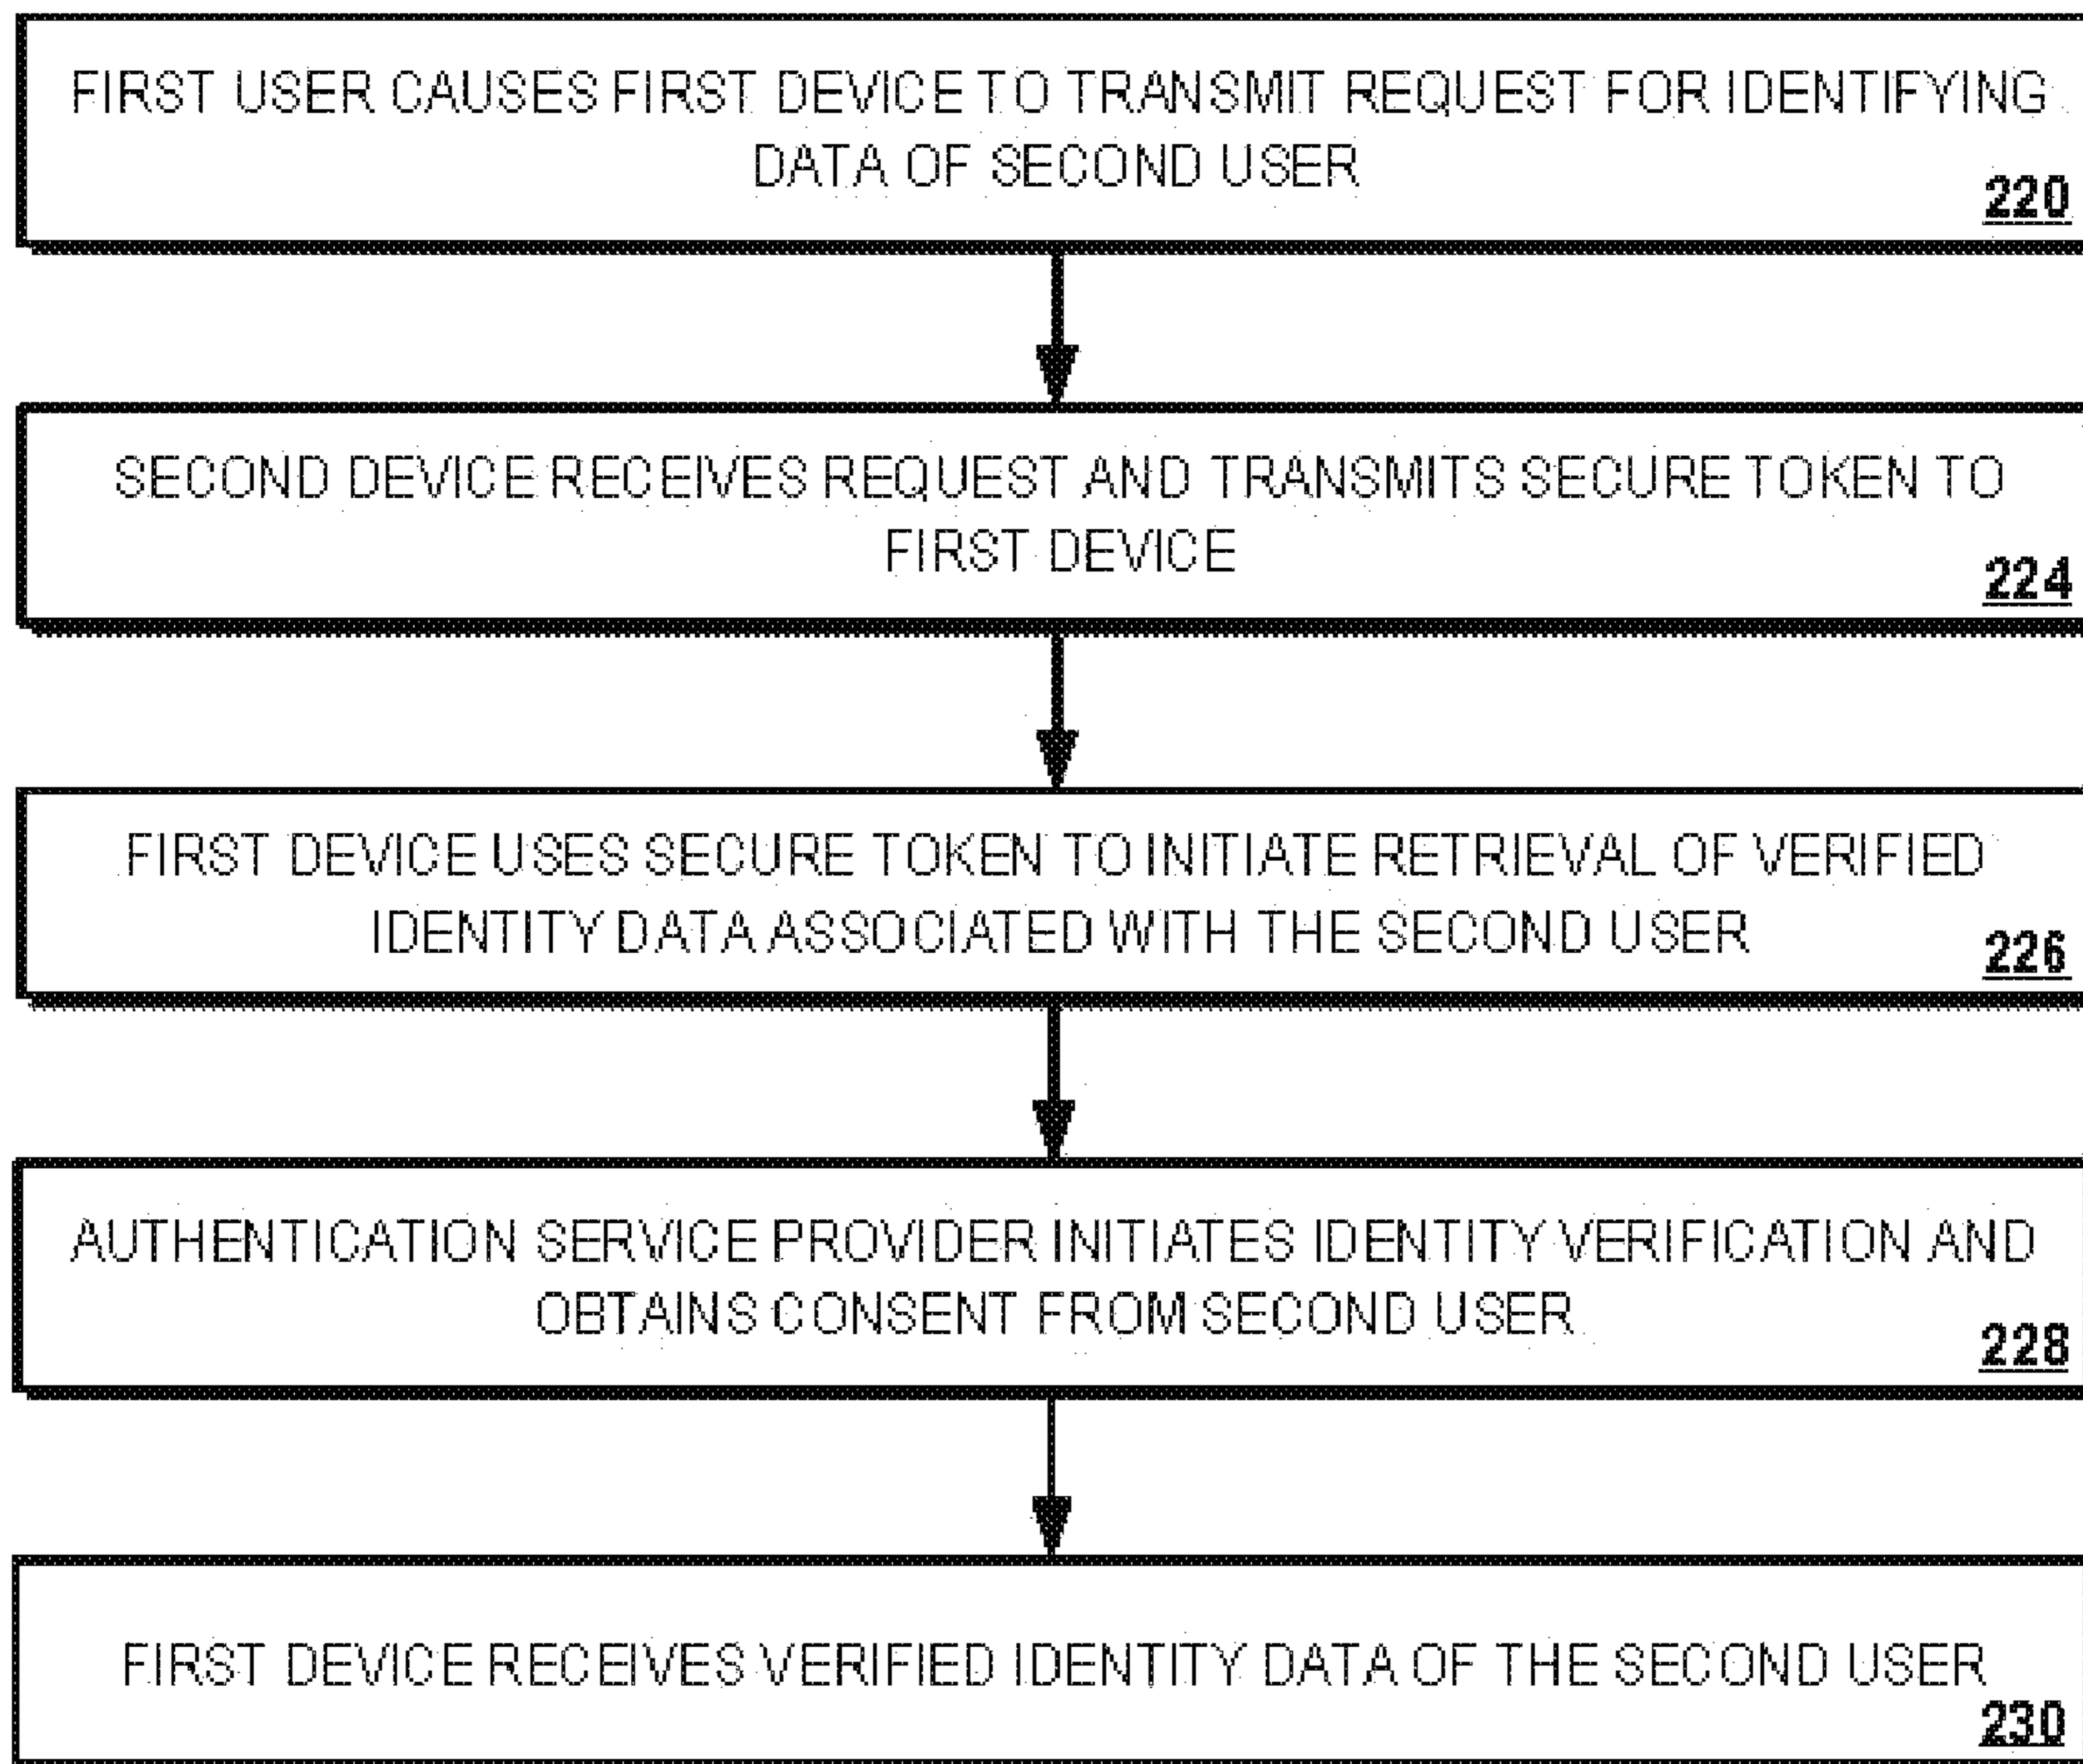 FIRST USER CAUSES FIRST DEVICE TO TRANSMIT REQUEST FOR IDENTIFYING
DATA OF SECOND USER
220
SECOND DEVICE RECEIVES REQUEST AND TRANSMITS SECURE TOKEN TO
FIRST DEVICE
224
FIRST DEVICE USES SECURE TOKEN TO INITIATE RETRIEVAL OF VERIFIED
IDENTITY DATA ASSOCIATED WITH THE SECOND USER
226
AUTHENTICATION SERVICE PROVIDER INITIATES IDENTITY VERIFICATION AND
OBTAINS CONSENT FROM SECOND USER
228
FIRST DEVICE RECEIVES VERIFIED IDENTITY DATA OF THE SECOND USER
230